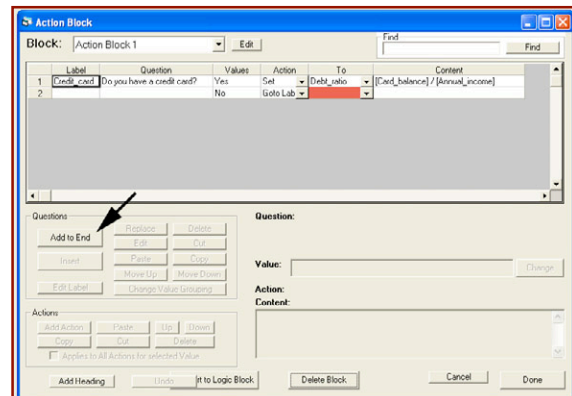 Action Block
Block: Action Block 1 Edit Find Find
Label Question Values Action To Content
1 Credit_card Do you have a credit card? Yes Set Debt_ratio [Card_balance] / [Annual_income]
2 No Goto Lab
Questions Question:
Add to End Replace Delete
Edit Cut
Insert Paste Copy Value: Change
Move Up Move Down
Edit Label Change Value Grouping Action:
Content:
Actions
Add Action Paste Up Down
Copy Cut Delete
Applies to All Actions for selected Value
Add Heading Undo rt to Logic Block Delete Block Cancel Done